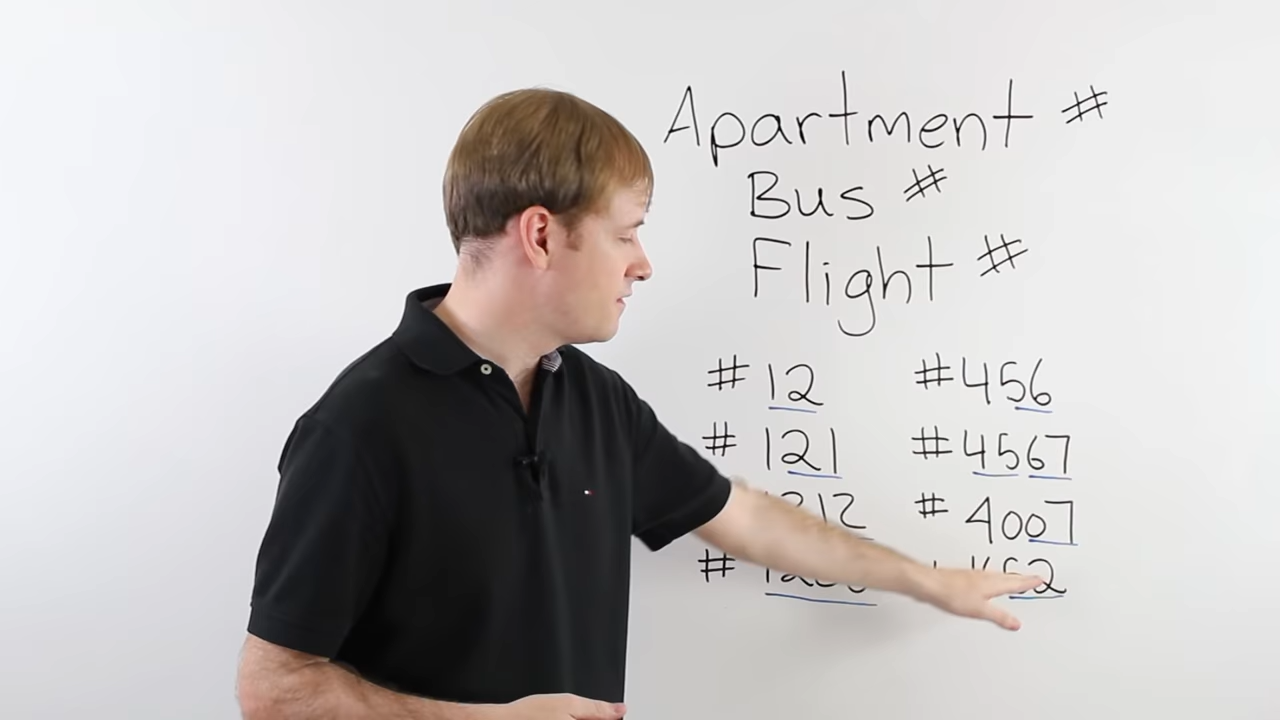 Apartment #
Bus #
Flight #
# 12
# 121
#
#456
#4567
# 4007